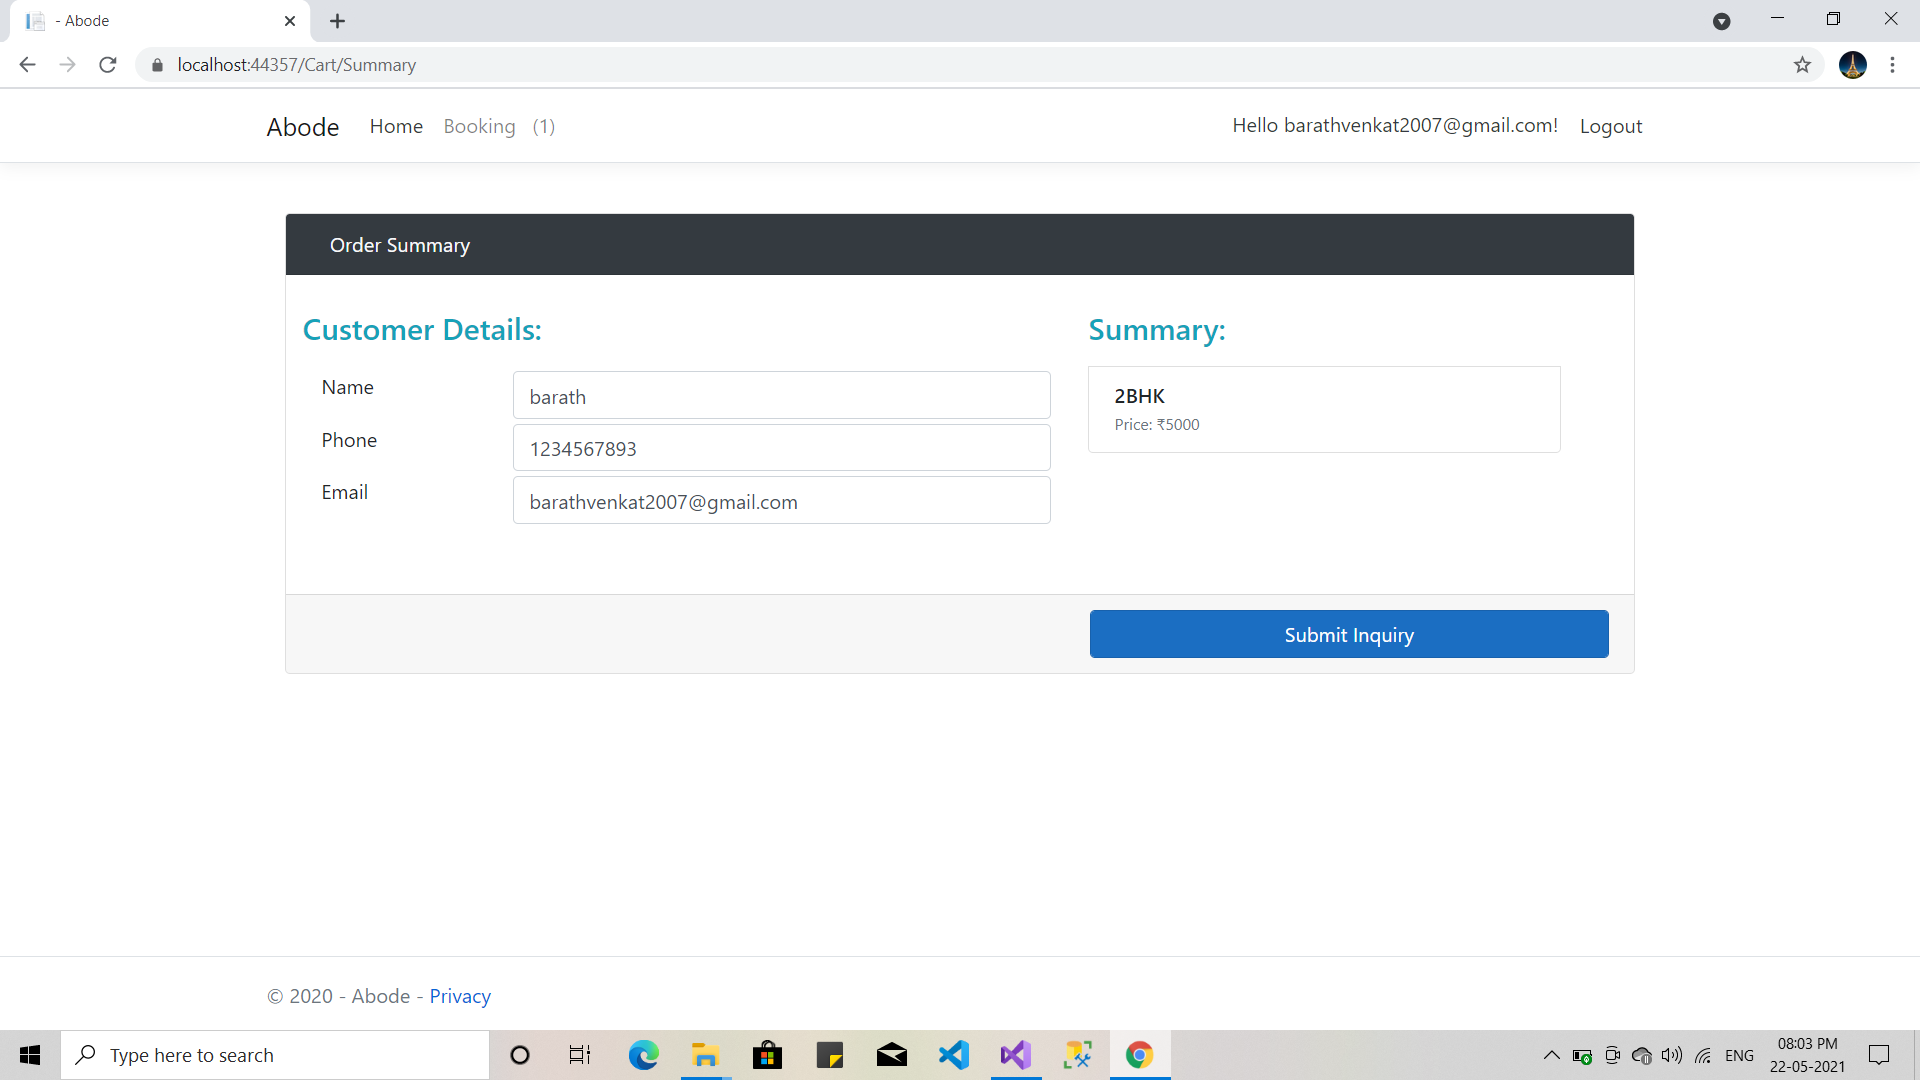 - Abode
localhost:44357/Cart/Summary
Abode Home Booking (1) Hello barathvenkat2007@gmail.com! Logout
Order Summary
Customer Details:
Name barath
Phone 1234567893
Email barathvenkat2007@gmail.com
Summary:
2BHK
Price: ₹5000
Submit Inquiry
© 2020 - Abode - Privacy
Type here to search
ENG
08:03 PM
22-05-2021